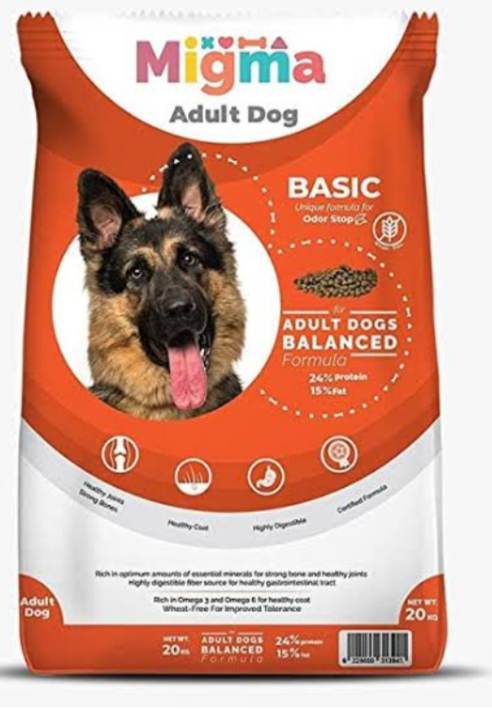 Migma
Adult Dog
BASIC
Unique formula for
Odor Stop
for
ADULT DOGS
BALANCED
Formula
24% Protein
15% Fat
Healthy Joints
Strong Bones
Healthy Coat
Highly Digestible
Certified Formula
Rich in optimum amounts of essential minerals for strong bone and healthy joints
Highly digestible fiber source for healthy gastrointestinal tract
Rich in Omega 3 and Omega 6 for healthy coat
Wheat-Free For Improved Tolerance
Adult
Dog
NET WT.
20 KG
NET WT.
20 KG
for
ADULT DOGS
BALANCED
Formula
24% protein
15% fat